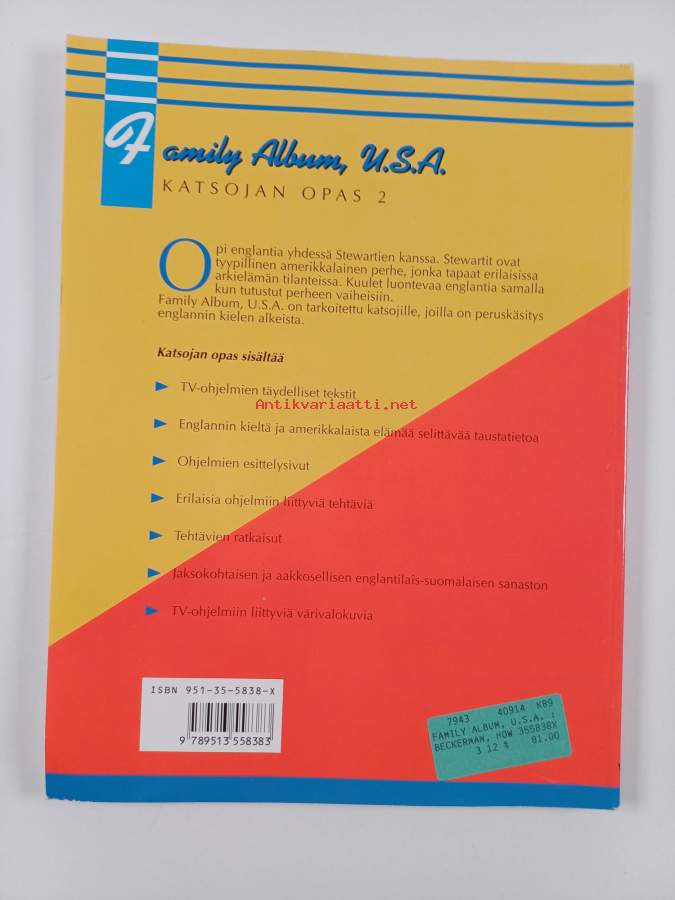 Family Album, U.S.A.
KATSOJAN OPAS 2
Opi englantia yhdessä Stewartien kanssa. Stewartit ovat
tyypillinen amerikkalainen perhe, jonka tapaat erilaisissa
arkielämän tilanteissa. Kuulet luontevaa englantia samalla
kun tutustut perheen vaiheisiin.
Family Album, U.S.A. on tarkoitettu katsojille, joilla on peruskäsitys
englannin kielen alkeista.
Katsojan opas sisältää
TV-ohjelmien täydelliset tekstit
Antikvariaatti.net
Englannin kieltä ja amerikkalaista elämää selittävää taustatietoa
Ohjelmien esittelysivut
Erilaisia ohjelmiin liittyviä tehtäviä
Tehtävien ratkaisut
Jaksokohtaisen ja aakkosellisen englantilais-suomalaisen sanaston
TV-ohjelmiin liittyviä värivalokuvia
ISBN 951-35-5838-X
9 789513 558383
7943 40914 K89
FAMILY ALBUM, U.S.A. :
BECKERMAN, HOW 355838X
3 12 $ 81.00